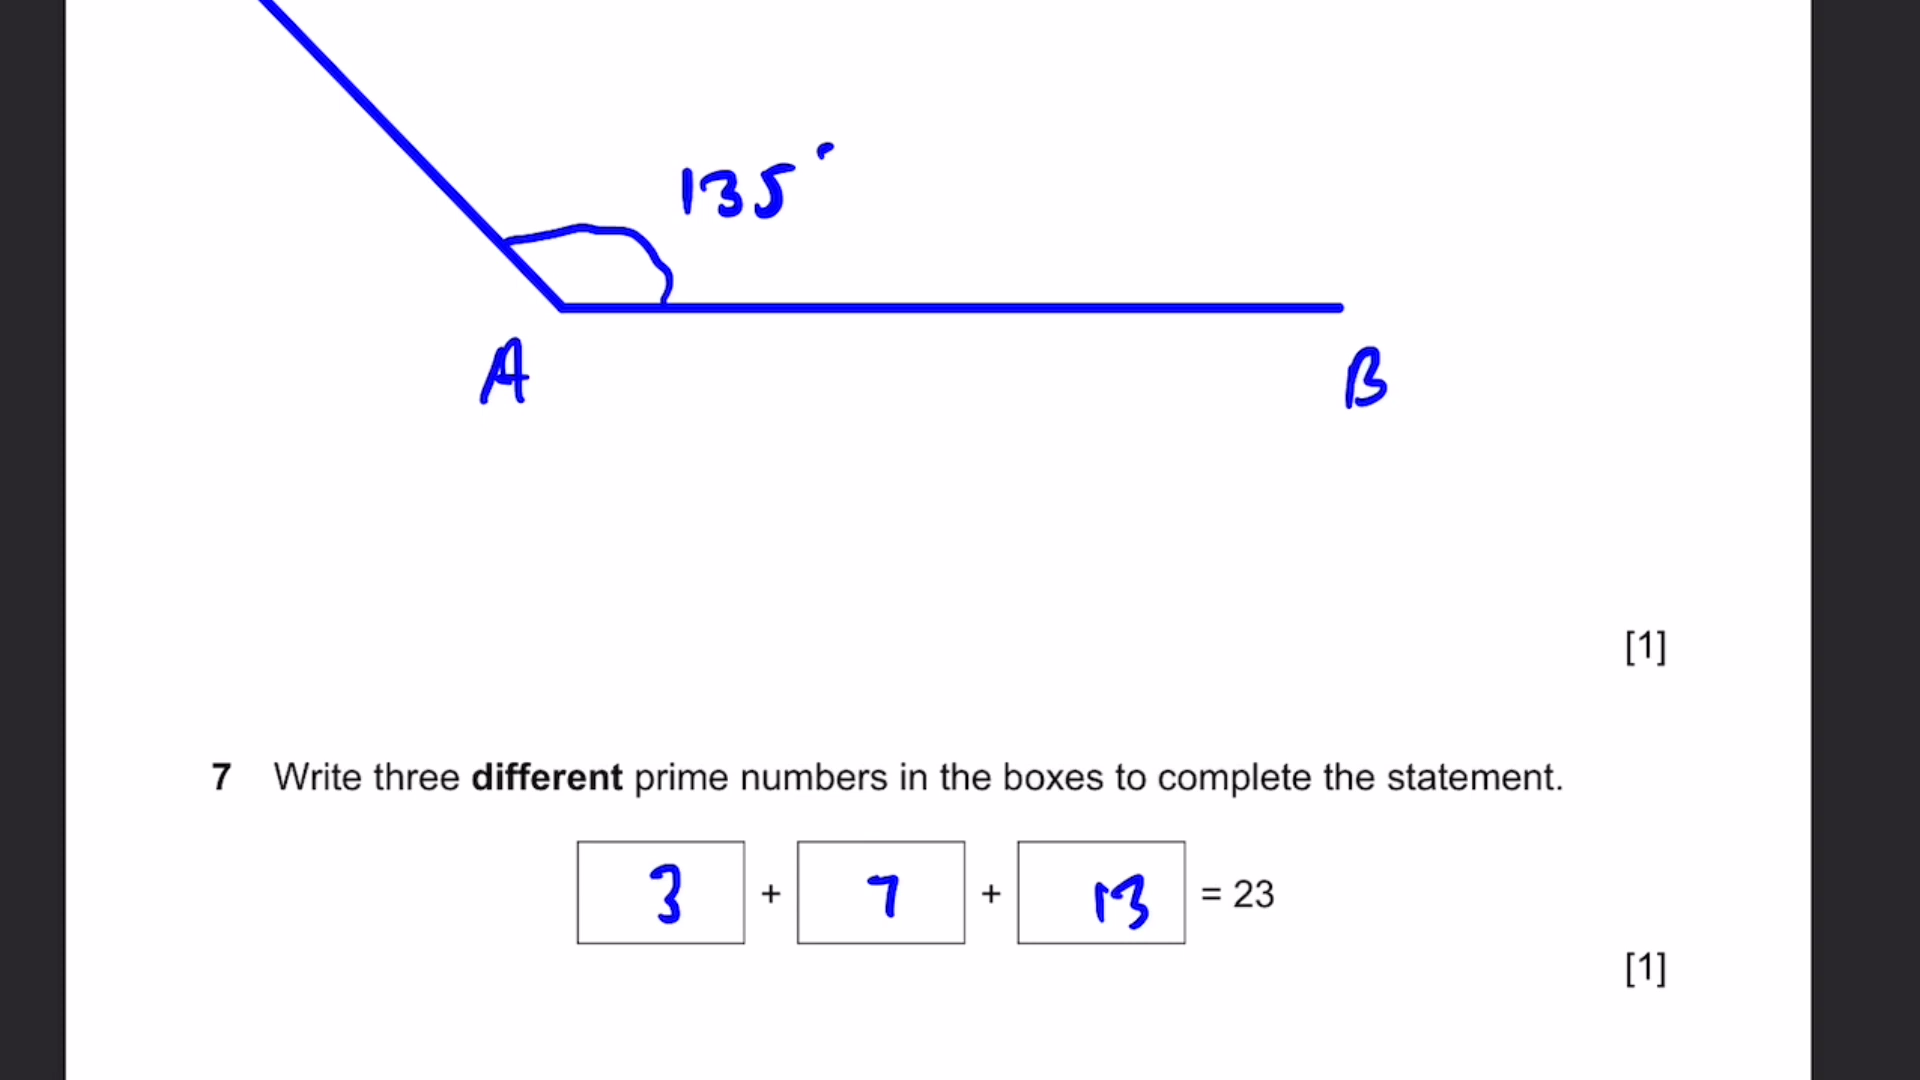 135°
A B
[1]
7 Write three different prime numbers in the boxes to complete the statement.
3 + 7 + 13 = 23
[1]